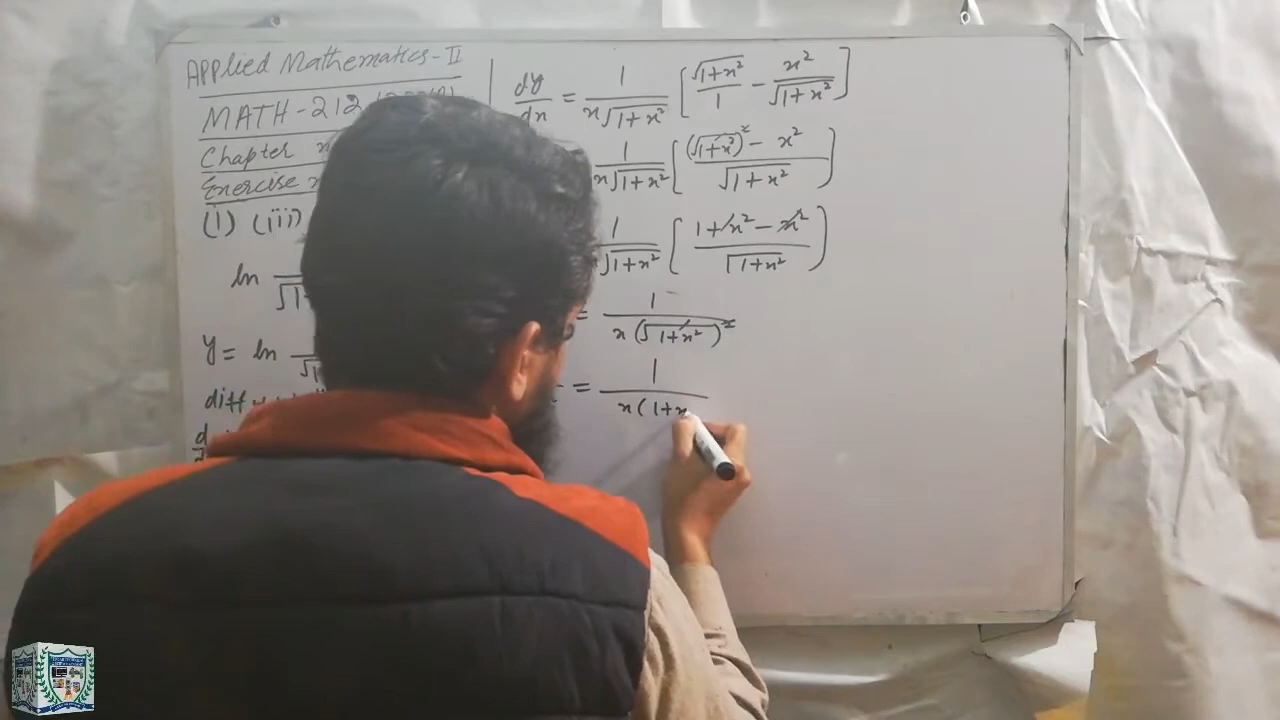 Applied Mathematics-II
MATH-212
Chapter
Exercise
(i) (iii)
ln
√1
y = ln
diff
d
dy/dx = 1/(x√1+x²) [√1+x²/1 − x²/√1+x²]
1/(x√1+x²) [((√1+x²)² − x²)/√1+x²]
1/√1+x² [(1+x²−x²)/√1+x²]
= 1/(x(√1+x²)²)
= 1/(x(1+x